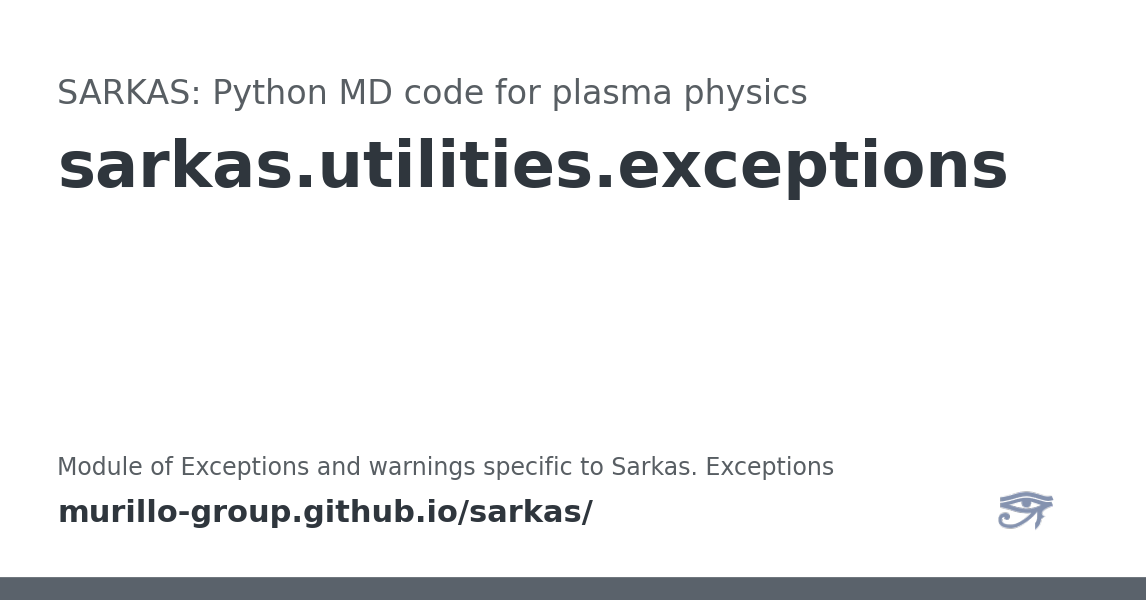 SARKAS: Python MD code for plasma physics
sarkas.utilities.exceptions
Module of Exceptions and warnings specific to Sarkas. Exceptions
murillo-group.github.io/sarkas/